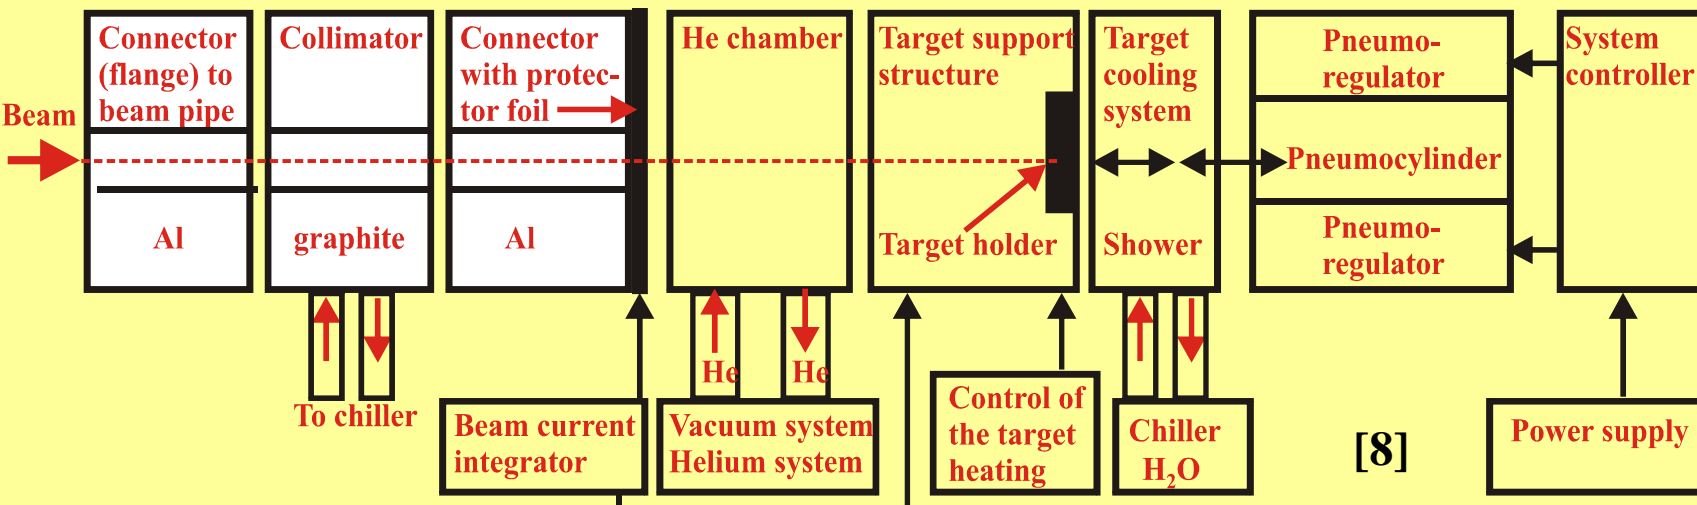 Beam
Connector
(flange) to
beam pipe
Al
Collimator
graphite
To chiller
Connector
with protec-
tor foil
Al
Beam current
integrator
He chamber
He He
Vacuum system
Helium system
Target support
structure
Target holder
Control of
the target
heating
Target
cooling
system
Shower
Chiller
H₂O
Pneumo-
regulator
Pneumocylinder
Pneumo-
regulator
[8]
System
controller
Power supply